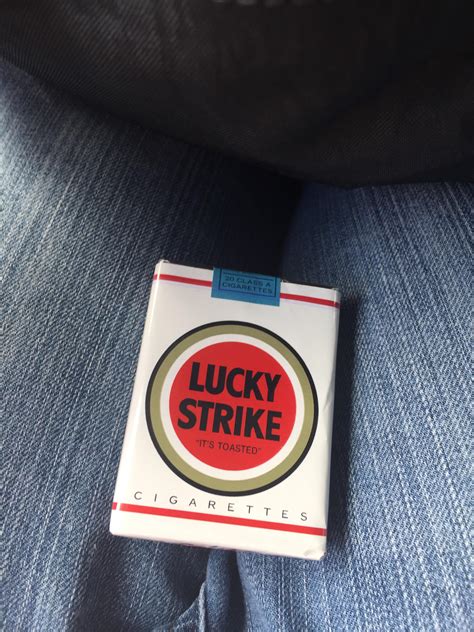 20 CLASS A
CIGARETTES
LUCKY
STRIKE
"IT'S TOASTED"
CIGARETTES